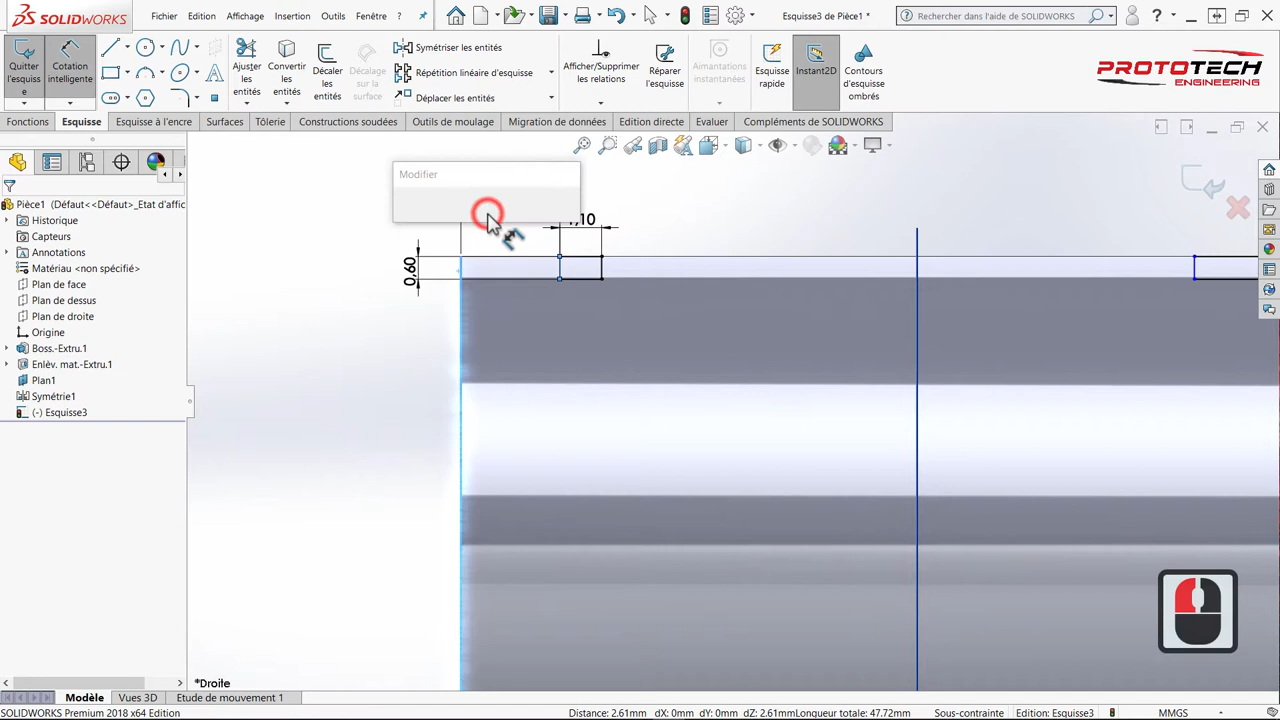 SOLIDWORKS
Fichier Edition Affichage Insertion Outils Fenêtre ?
Esquisse3 de Pièce1 *
Rechercher dans l'aide de SOLIDWORKS
?
Quitter l'esquiss e
Cotation intelligente
Ajuster les entités
Convertir les entités
Décaler les entités
Décalage sur la surface
Symétriser les entités
Répétition linéaire d'esquisse
Déplacer les entités
Afficher/Supprimer les relations
Réparer l'esquisse
Aimantations instantanées
Esquisse rapide
Instant2D
Contours d'esquisse ombrés
PROTOTECH
ENGINEERING
Fonctions Esquisse Esquisse à l'encre Surfaces Tôlerie Constructions soudées Outils de moulage Migration de données Edition directe Evaluer Compléments de SOLIDWORKS
Pièce1 (Défaut<<Défaut>_Etat d'affic
Historique
Capteurs
Annotations
Matériau <non spécifié>
Plan de face
Plan de dessus
Plan de droite
Origine
Boss.-Extru.1
Enlèv. mat.-Extru.1
Plan1
Symétrie1
(-) Esquisse3
Modifier
0,60
*Droite
Modèle Vues 3D Etude de mouvement 1
SOLIDWORKS Premium 2018 x64 Edition
Distance: 2.61mm dX: 0mm dY: 0mm dZ: 2.61mmLongueur totale: 47.72mm Sous-contrainte Edition: Esquisse3 MMGS